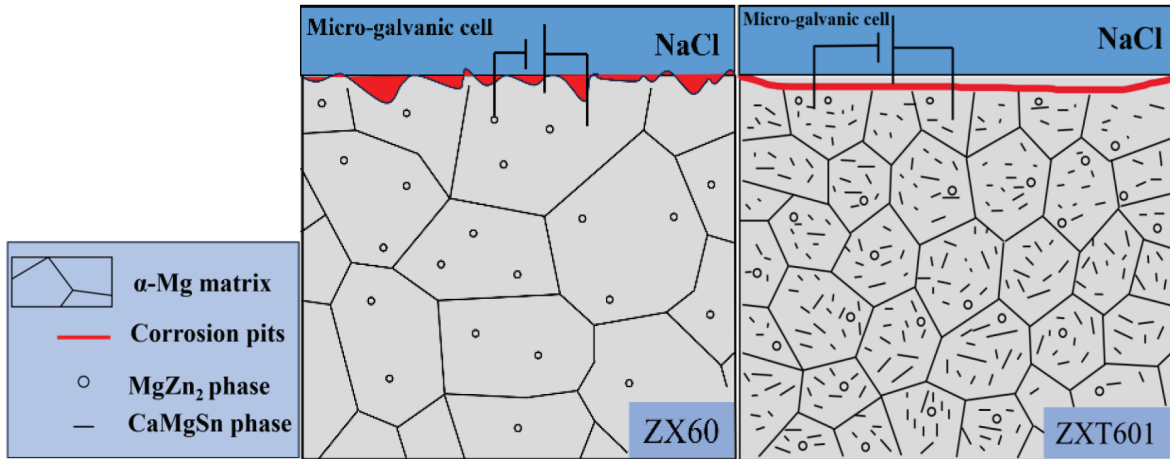 Micro-galvanic cell
NaCl
Micro-galvanic cell
NaCl
α-Mg matrix
Corrosion pits
MgZn₂ phase
CaMgSn phase
ZX60
ZXT601